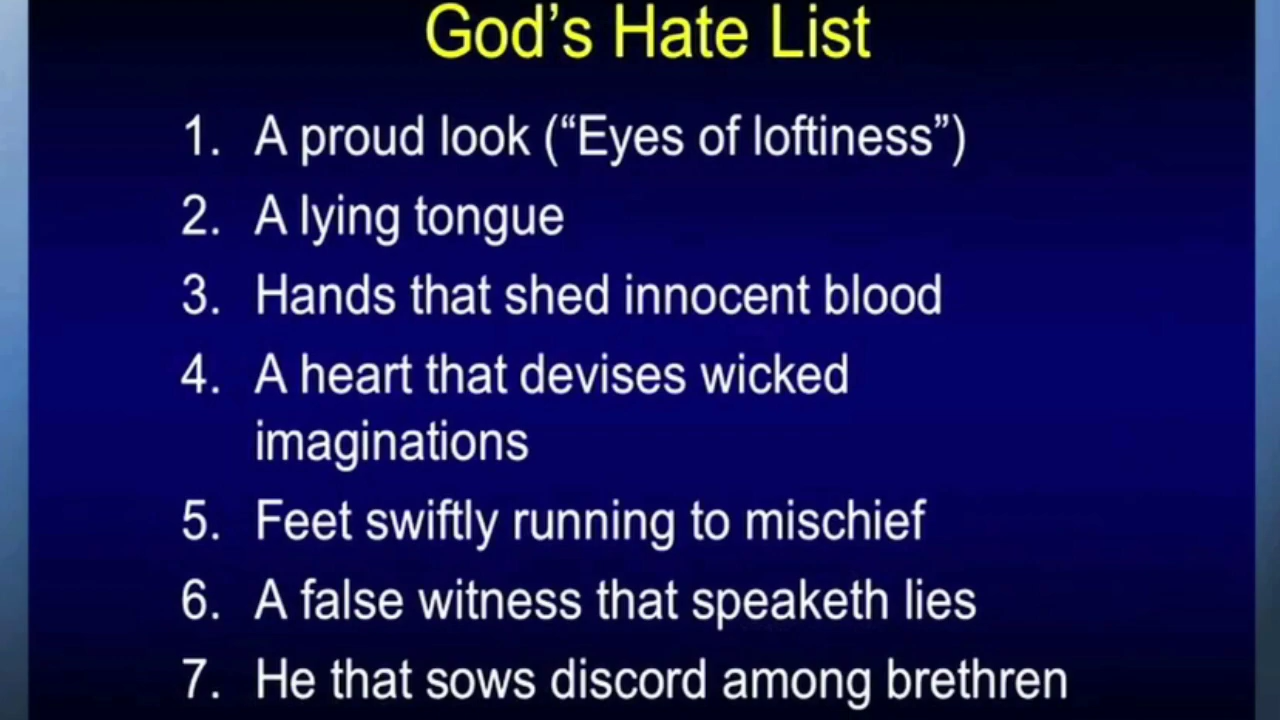 God’s Hate List
1. A proud look (“Eyes of loftiness”)
2. A lying tongue
3. Hands that shed innocent blood
4. A heart that devises wicked
imaginations
5. Feet swiftly running to mischief
6. A false witness that speaketh lies
7. He that sows discord among brethren